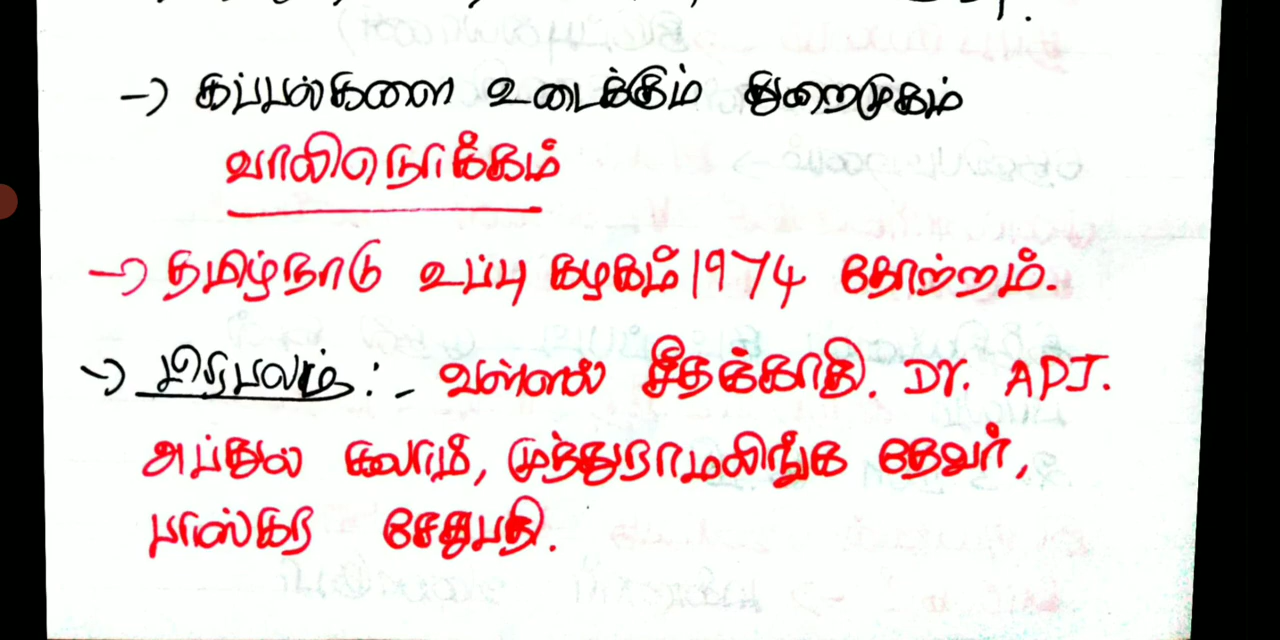 → கப்பல்களை உடைக்கும் துறைமுகம்
வாலிநொக்கம்
→ தமிழ்நாடு உப்பு கழகம் 1974 தோற்றம்.
→ பிரபலம் :- வள்ளல் சீதக்காதி. Dr. APJ.
அப்துல் கலாம், முத்துராமலிங்க தேவர்,
பாஸ்கர சேதுபதி.